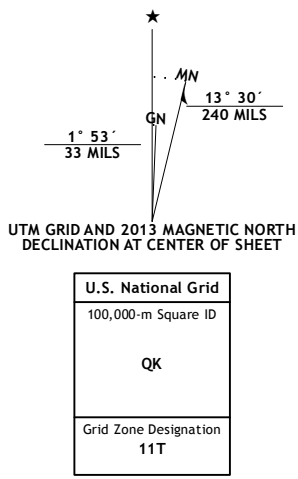 ★
MN
GN
13° 30´
240 MILS
1° 53´
33 MILS
UTM GRID AND 2013 MAGNETIC NORTH
DECLINATION AT CENTER OF SHEET
U.S. National Grid
100,000-m Square ID
QK
Grid Zone Designation
11T